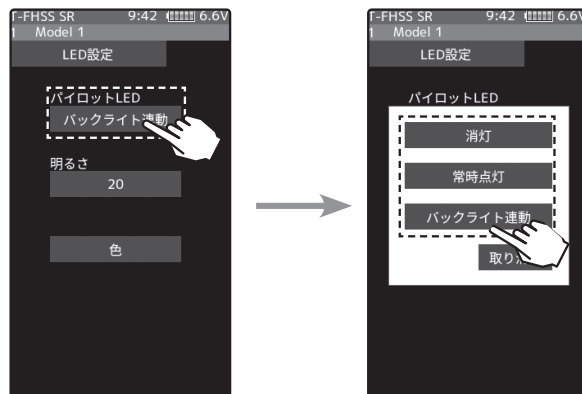 T-FHSS SR 9:42 6.6V
1 Model 1
LED設定
パイロットLED
バックライト連動
明るさ
20
色
T-FHSS SR 9:42 6.6V
1 Model 1
LED設定
パイロットLED
消灯
常時点灯
バックライト連動
取り